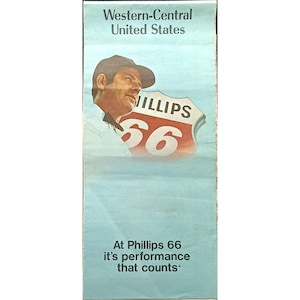 Western-Central
United States
HILLIPS
66
At Phillips 66
it's performance
that counts·